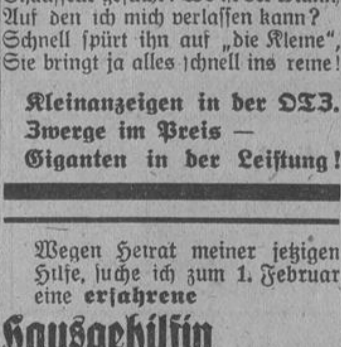 Auf den ich mich verlassen kann?
Schnell spürt ihn auf „die Kleine“,
Sie bringt ja alles schnell ins reine!
Kleinanzeigen in der OTZ.
Zwerge im Preis —
Giganten in der Leistung!
Wegen Heirat meiner jetzigen
Hilfe, suche ich zum 1. Februar
eine erfahrene
Hausgehilfin